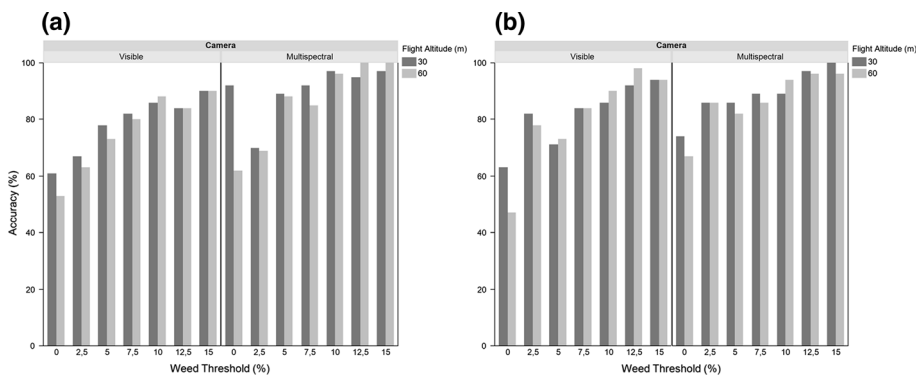 (a)
Camera
Visible Multispectral
Flight Altitude (m)
30
60
Accuracy (%)
100
80
60
40
20
0
0 2,5 5 7,5 10 12,5 15 0 2,5 5 7,5 10 12,5 15
Weed Threshold (%)
(b)
Camera
Visible Multispectral
Flight Altitude (m)
30
60
100
80
60
40
20
0
0 2,5 5 7,5 10 12,5 15 0 2,5 5 7,5 10 12,5 15
Weed Threshold (%)